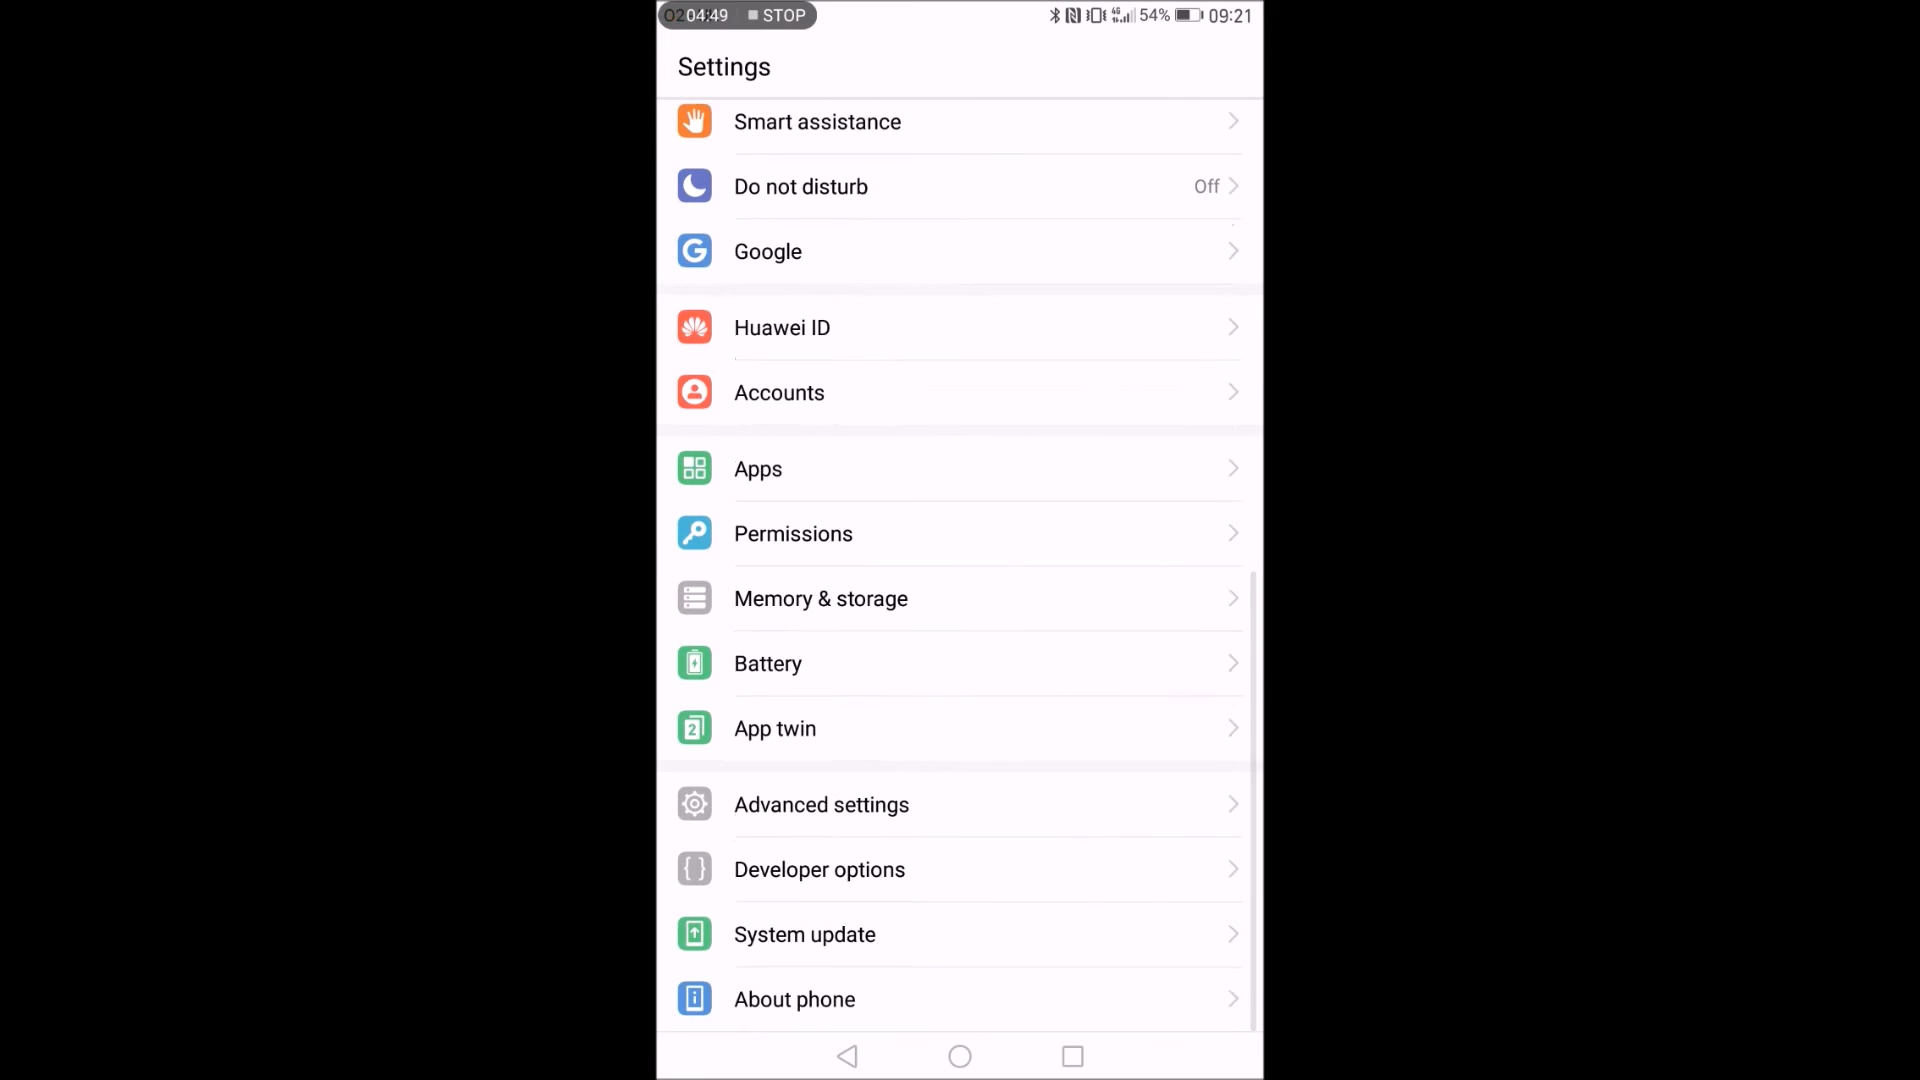 04:49 STOP 54% 09:21
Settings
Smart assistance
Do not disturb Off
Google
Huawei ID
Accounts
Apps
Permissions
Memory & storage
Battery
App twin
Advanced settings
Developer options
System update
About phone